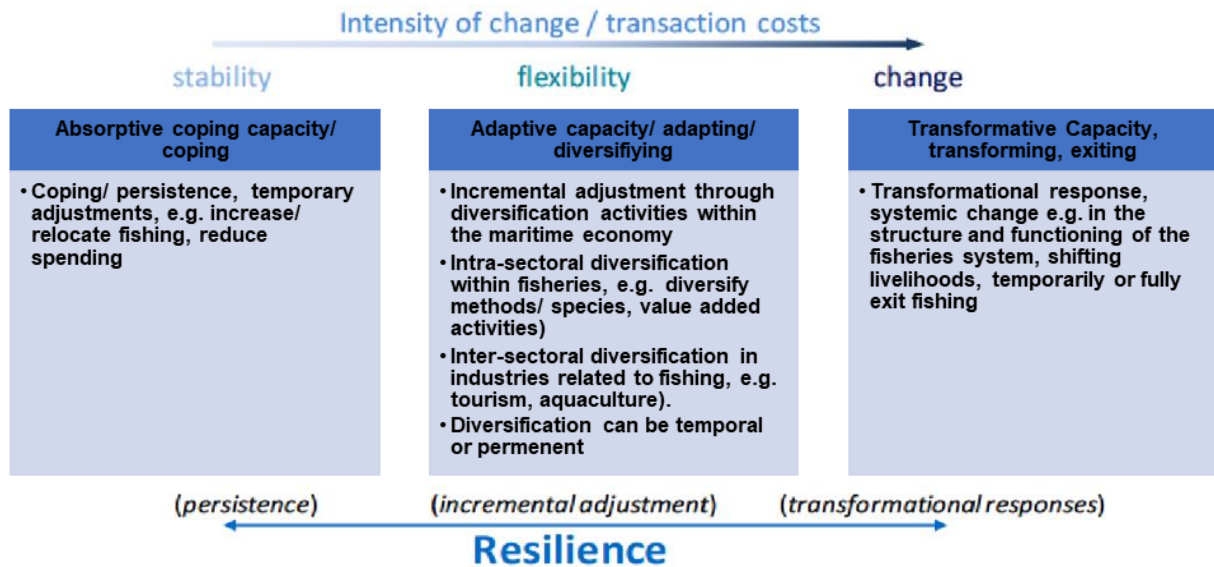 Intensity of change / transaction costs
stability
flexibility
change
Absorptive coping capacity/
coping
• Coping/ persistence, temporary
adjustments, e.g. increase/
relocate fishing, reduce
spending
Adaptive capacity/ adapting/
diversifiying
• Incremental adjustment through
diversification activities within
the maritime economy
• Intra-sectoral diversification
within fisheries, e.g. diversify
methods/ species, value added
activities)
• Inter-sectoral diversification in
industries related to fishing, e.g.
tourism, aquaculture).
• Diversification can be temporal
or permenent
Transformative Capacity,
transforming, exiting
• Transformational response,
systemic change e.g. in the
structure and functioning of the
fisheries system, shifting
livelihoods, temporarily or fully
exit fishing
(persistence)
(incremental adjustment)
(transformational responses)
Resilience